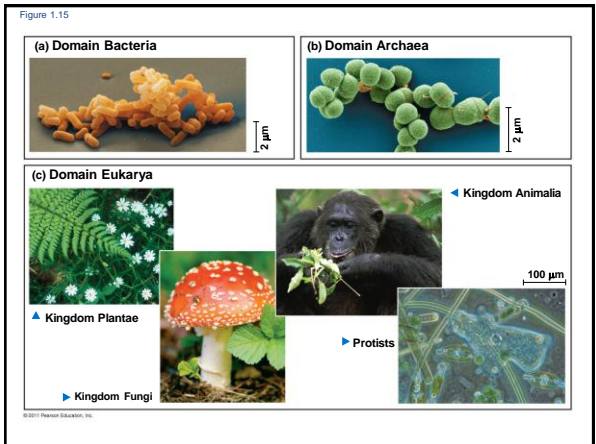 Figure 1.15
(a) Domain Bacteria
2 µm
(b) Domain Archaea
2 µm
(c) Domain Eukarya
Kingdom Animalia
100 µm
Kingdom Plantae
Protists
Kingdom Fungi
© 2011 Pearson Education, Inc.